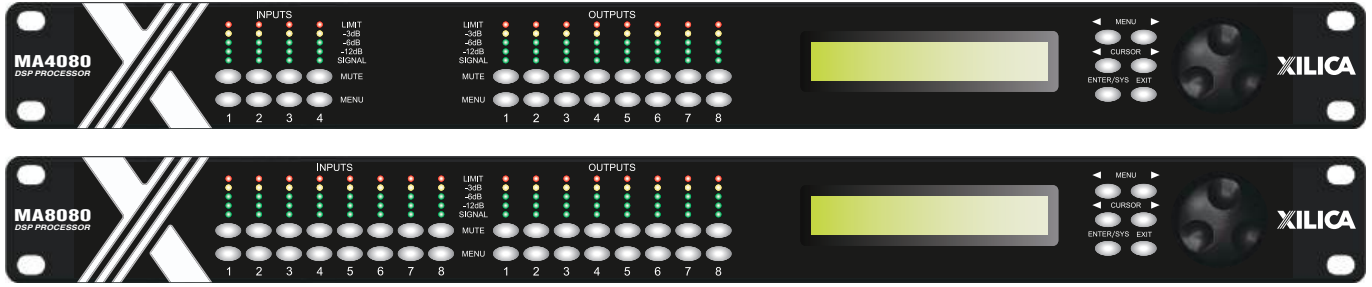 INPUTS OUTPUTS
LIMIT LIMIT ◄ MENU ►
-3dB -3dB
-6dB -6dB
-12dB -12dB
SIGNAL SIGNAL ◄ CURSOR ►
MA4080 XILICA
DSP PROCESSOR MUTE MUTE ENTER/SYS EXIT
MENU MENU
1 2 3 4 1 2 3 4 5 6 7 8
INPUTS OUTPUTS
LIMIT ◄ MENU ►
-3dB
-6dB
-12dB
SIGNAL ◄ CURSOR ►
MA8080 XILICA
DSP PROCESSOR MUTE ENTER/SYS EXIT
MENU
1 2 3 4 5 6 7 8 1 2 3 4 5 6 7 8